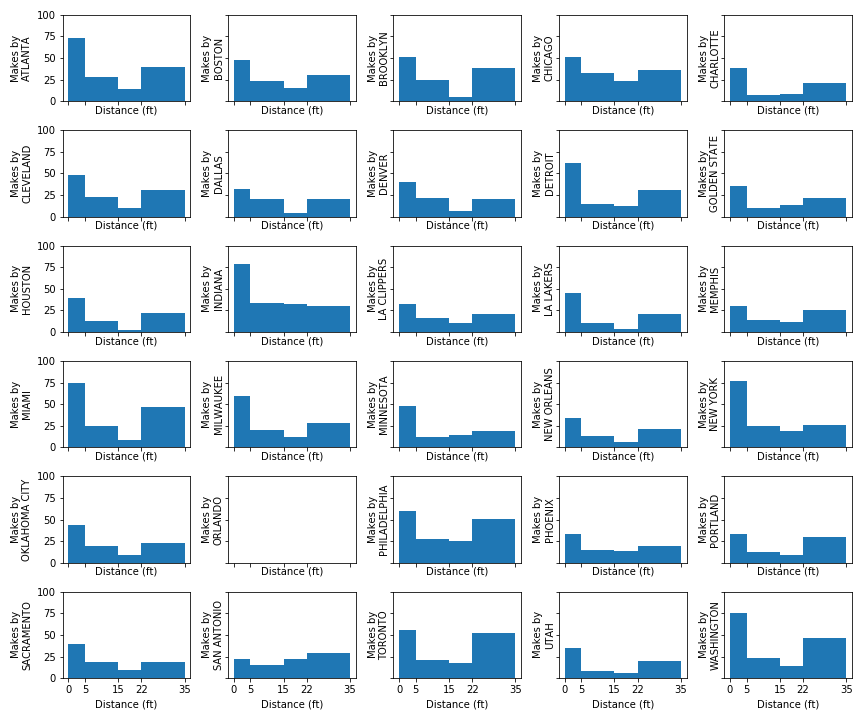 100
75
50
25
0
Makes by
ATLANTA
Distance (ft)
Makes by
BOSTON
Distance (ft)
Makes by
BROOKLYN
Distance (ft)
Makes by
CHICAGO
Distance (ft)
Makes by
CHARLOTTE
Distance (ft)
100
75
50
25
0
Makes by
CLEVELAND
Distance (ft)
Makes by
DALLAS
Distance (ft)
Makes by
DENVER
Distance (ft)
Makes by
DETROIT
Distance (ft)
Makes by
GOLDEN STATE
Distance (ft)
100
75
50
25
0
Makes by
HOUSTON
Distance (ft)
Makes by
INDIANA
Distance (ft)
Makes by
LA CLIPPERS
Distance (ft)
Makes by
LA LAKERS
Distance (ft)
Makes by
MEMPHIS
Distance (ft)
100
75
50
25
0
Makes by
MIAMI
Distance (ft)
Makes by
MILWAUKEE
Distance (ft)
Makes by
MINNESOTA
Distance (ft)
Makes by
NEW ORLEANS
Distance (ft)
Makes by
NEW YORK
Distance (ft)
100
75
50
25
0
Makes by
OKLAHOMA CITY
Distance (ft)
Makes by
ORLANDO
Distance (ft)
Makes by
PHILADELPHIA
Distance (ft)
Makes by
PHOENIX
Distance (ft)
Makes by
PORTLAND
Distance (ft)
100
75
50
25
0
Makes by
SACRAMENTO
0 5 15 22 35
Distance (ft)
Makes by
SAN ANTONIO
0 5 15 22 35
Distance (ft)
Makes by
TORONTO
0 5 15 22 35
Distance (ft)
Makes by
UTAH
0 5 15 22 35
Distance (ft)
Makes by
WASHINGTON
0 5 15 22 35
Distance (ft)